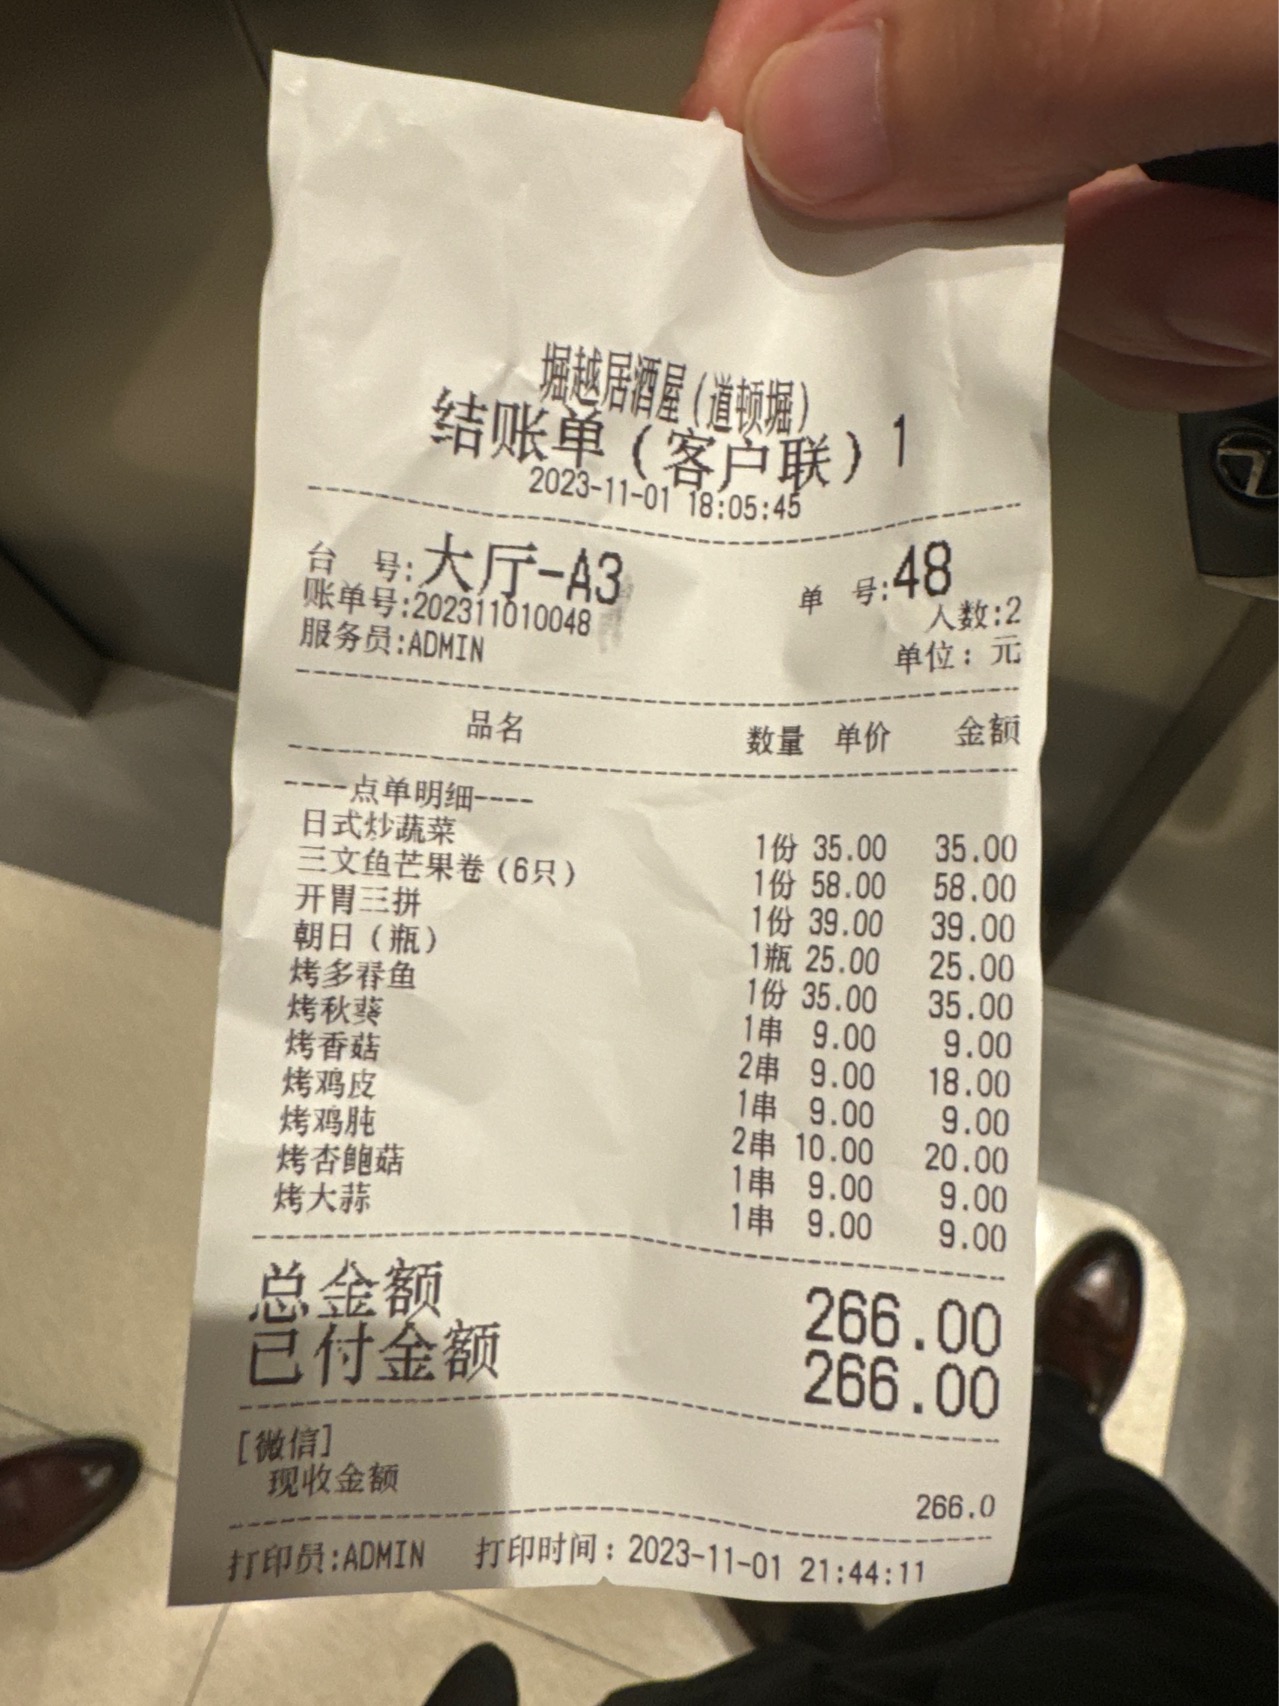 堀越居酒屋(道顿堀)
结账单(客户联)1
2023-11-01 18:05:45
台 号:大厅-A3 单 号:48
账单号:202311010048 人数:2
服务员:ADMIN 单位: 元
品名 数量 单价 金额
----点单明细----
日式炒蔬菜 1份 35.00 35.00
三文鱼芒果卷(6只) 1份 58.00 58.00
开胃三拼 1份 39.00 39.00
朝日(瓶) 1瓶 25.00 25.00
烤多春鱼 1份 35.00 35.00
烤秋葵 1串 9.00 9.00
烤香菇 2串 9.00 18.00
烤鸡皮 1串 9.00 9.00
烤鸡肫 2串 10.00 20.00
烤杏鲍菇 1串 9.00 9.00
烤大蒜 1串 9.00 9.00
总金额 266.00
已付金额 266.00
[微信]
现收金额 266.0
打印员:ADMIN 打印时间: 2023-11-01 21:44:11